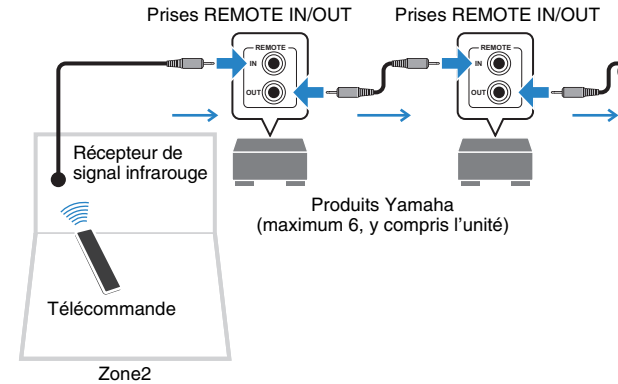 Prises REMOTE IN/OUT
Prises REMOTE IN/OUT
REMOTE
IN
OUT
REMOTE
IN
OUT
Récepteur de
signal infrarouge
Produits Yamaha
(maximum 6, y compris l'unité)
Télécommande
Zone2